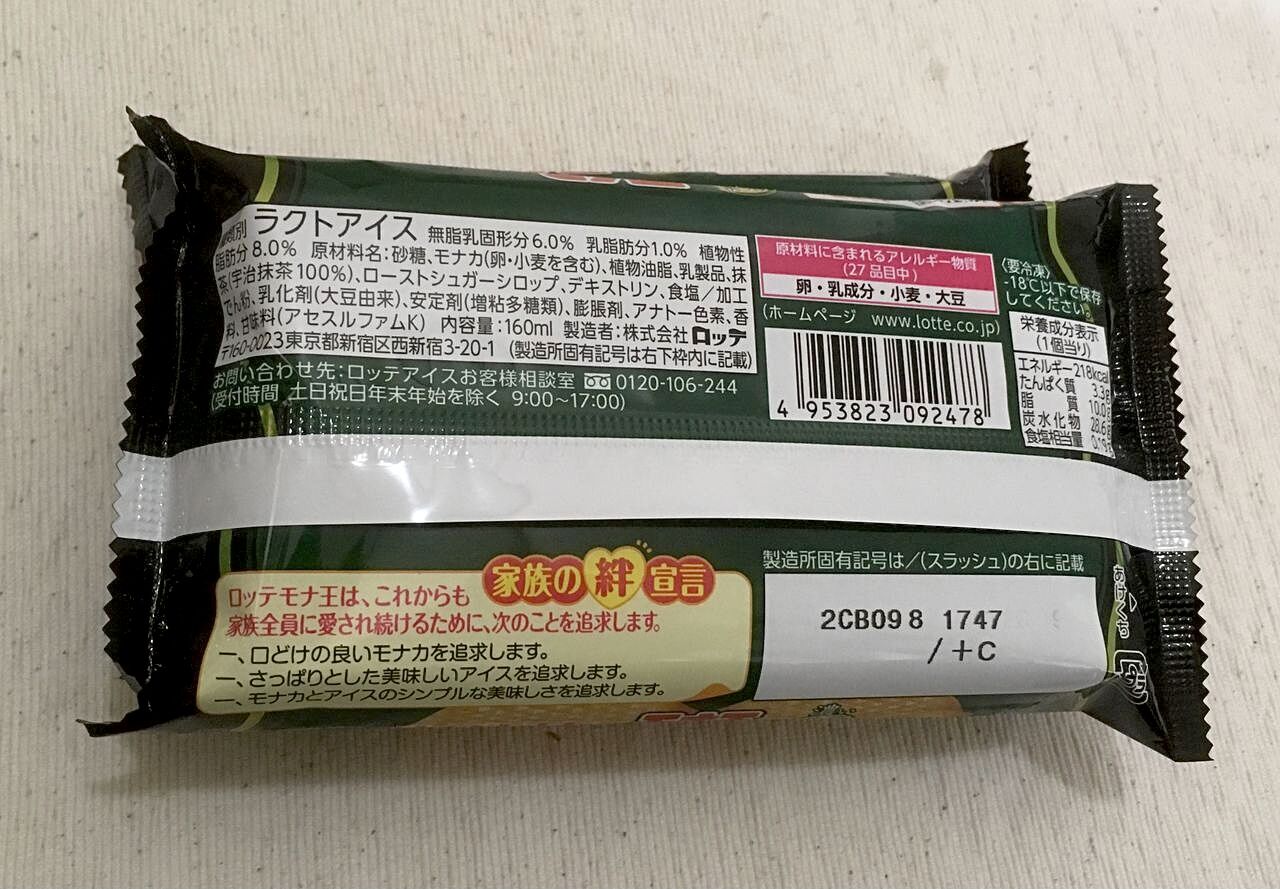 ラクトアイス 無脂乳固形分6.0% 乳脂肪分1.0% 植物性
脂肪分8.0% 原材料名:砂糖、モナカ(卵・小麦を含む)、植物油脂、乳製品、抹
茶(宇治抹茶100%)、ローストシュガーシロップ、デキストリン、食塩/加工
でん粉、乳化剤(大豆由来)、安定剤(増粘多糖類)、膨脹剤、アナトー色素、香
料、甘味料(アセスルファムK) 内容量:160ml 製造者:株式会社ロッテ
〒160-0023東京都新宿区西新宿3-20-1 (製造所固有記号は右下枠内に記載)
お問い合わせ先:ロッテアイスお客様相談室 0120-106-244
(受付時間 土日祝日年末年始を除く 9:00~17:00)
原材料に含まれるアレルギー物質
(27品目中)
卵・乳成分・小麦・大豆
(ホームページ www.lotte.co.jp)
4 953823 092478
(要冷凍)
-18℃以下で保存
してください。
栄養成分表示
(1個当り)
エネルギー218kcal
たんぱく質 3.3g
脂質 10.0g
炭水化物 28.6g
食塩相当量
家族の絆宣言
ロッテモナ王は、これからも
家族全員に愛され続けるために、次のことを追求します。
一、口どけの良いモナカを追求します。
一、さっぱりとした美味しいアイスを追求します。
一、モナカとアイスのシンプルな美味しさを追求します。
製造所固有記号は/(スラッシュ)の右に記載
2CB098 1747
/+C
あけくち